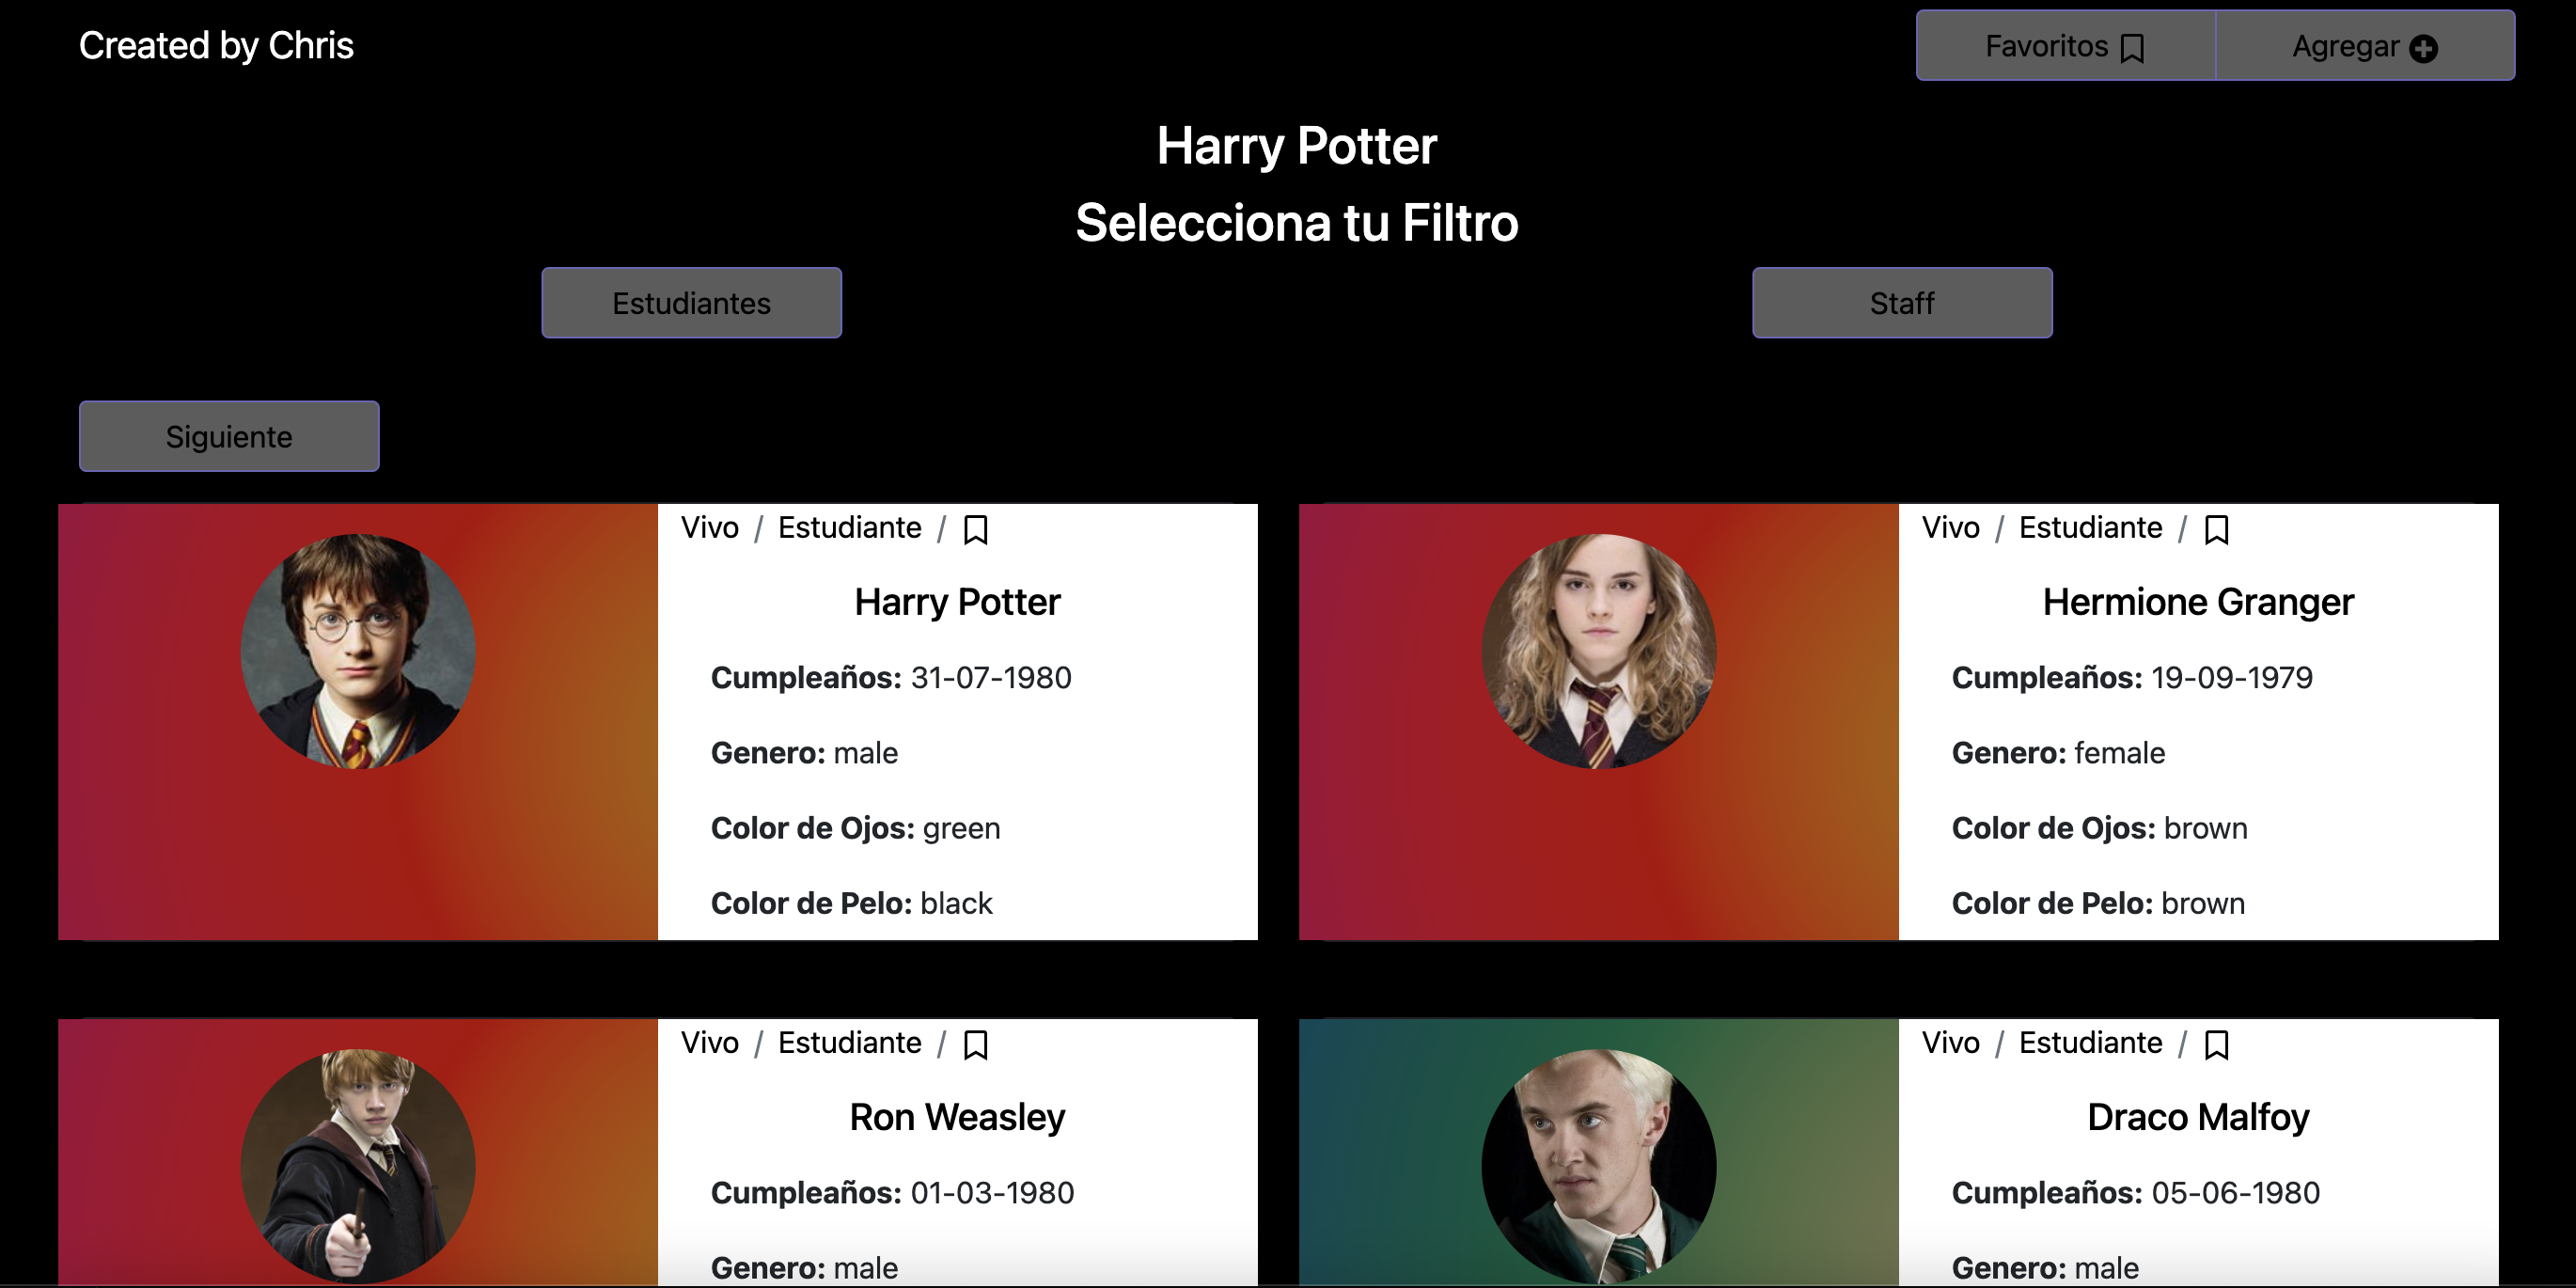 Created by Chris
Favoritos
Agregar
Harry Potter
Selecciona tu Filtro
Estudiantes
Staff
Siguiente
Vivo / Estudiante /
Harry Potter
Cumpleaños: 31-07-1980
Genero: male
Color de Ojos: green
Color de Pelo: black
Vivo / Estudiante /
Hermione Granger
Cumpleaños: 19-09-1979
Genero: female
Color de Ojos: brown
Color de Pelo: brown
Vivo / Estudiante /
Ron Weasley
Cumpleaños: 01-03-1980
Genero: male
Vivo / Estudiante /
Draco Malfoy
Cumpleaños: 05-06-1980
Genero: male